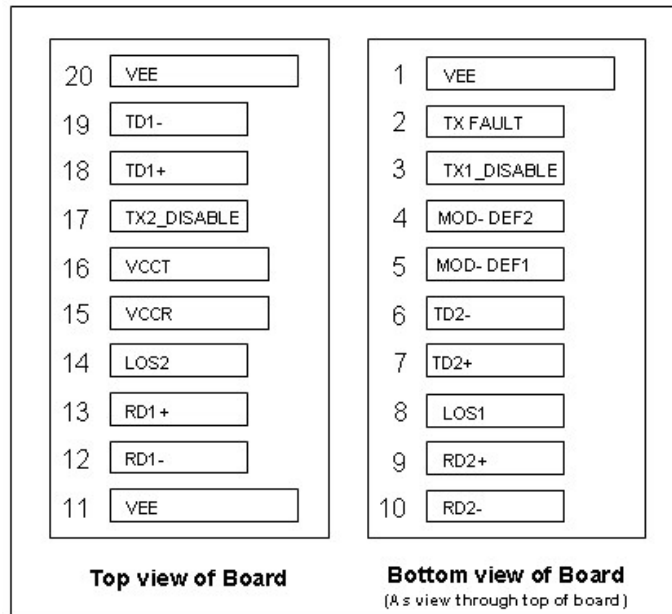 20 VEE
19 TD1-
18 TD1+
17 TX2_DISABLE
16 VCCT
15 VCCR
14 LOS2
13 RD1+
12 RD1-
11 VEE
Top view of Board
1 VEE
2 TX FAULT
3 TX1_DISABLE
4 MOD- DEF2
5 MOD- DEF1
6 TD2-
7 TD2+
8 LOS1
9 RD2+
10 RD2-
Bottom view of Board
(As view through top of board)